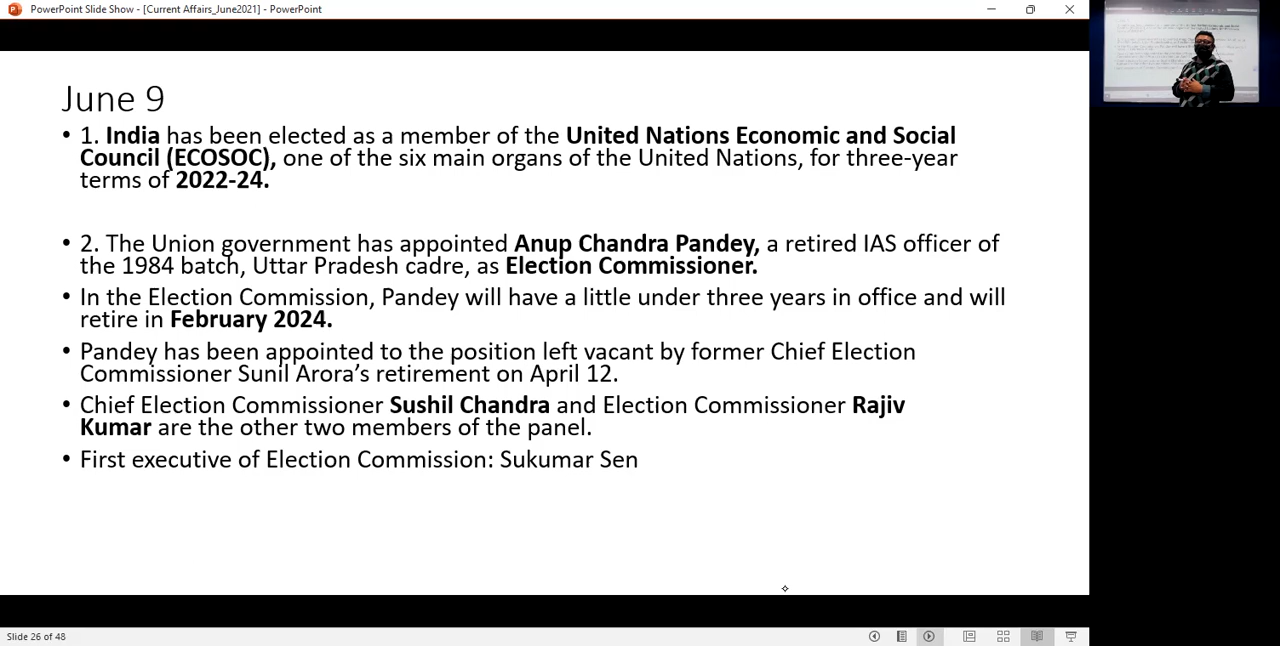 PowerPoint Slide Show - [Current Affairs_June2021] - PowerPoint
June 9
• 1. India has been elected as a member of the United Nations Economic and Social
Council (ECOSOC), one of the six main organs of the United Nations, for three-year
terms of 2022-24.
• 2. The Union government has appointed Anup Chandra Pandey, a retired IAS officer of
the 1984 batch, Uttar Pradesh cadre, as Election Commissioner.
• In the Election Commission, Pandey will have a little under three years in office and will
retire in February 2024.
• Pandey has been appointed to the position left vacant by former Chief Election
Commissioner Sunil Arora’s retirement on April 12.
• Chief Election Commissioner Sushil Chandra and Election Commissioner Rajiv
Kumar are the other two members of the panel.
• First executive of Election Commission: Sukumar Sen
Slide 26 of 48